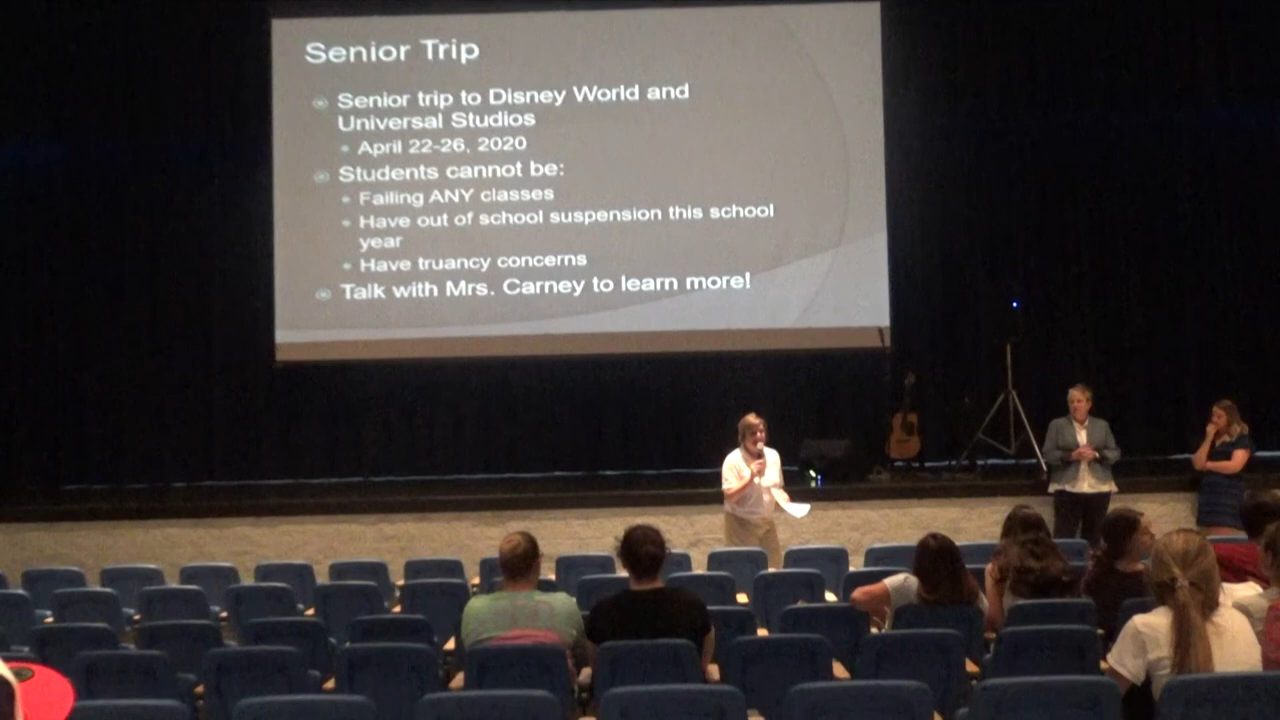 Senior Trip
Senior trip to Disney World and
Universal Studios
April 22-26, 2020
Students cannot be:
Failing ANY classes
Have out of school suspension this school
year
Have truancy concerns
Talk with Mrs. Carney to learn more!